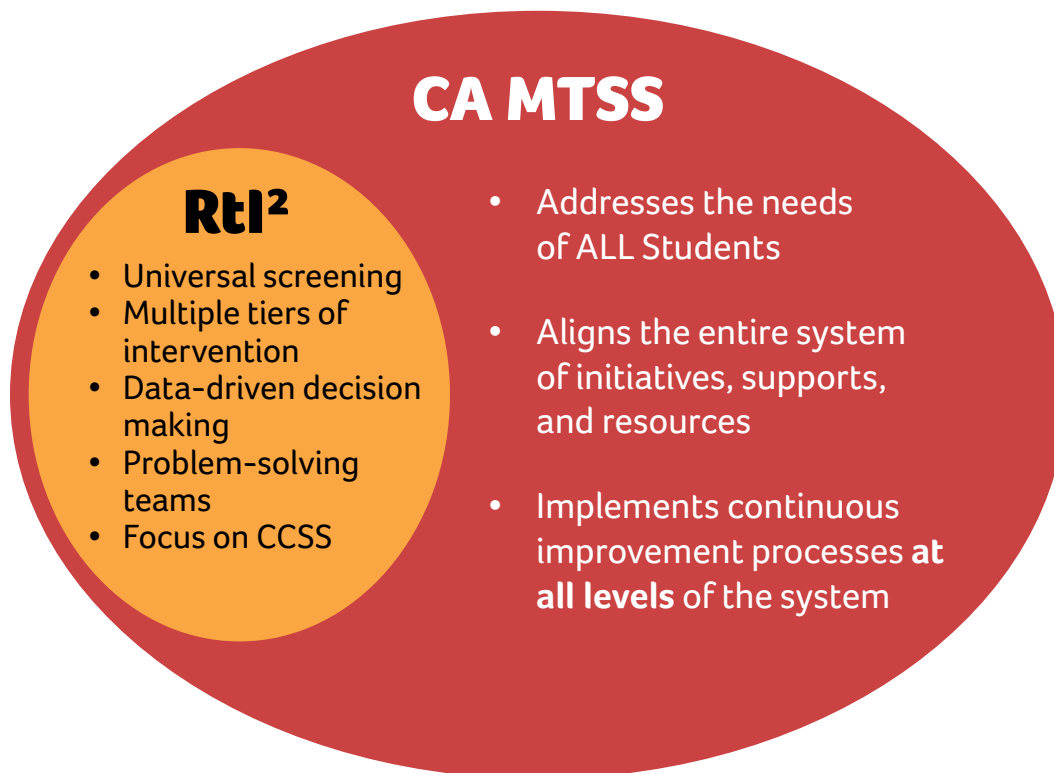 CA MTSS
RtI²
• Universal screening
• Multiple tiers of
intervention
• Data-driven decision
making
• Problem-solving
teams
• Focus on CCSS
• Addresses the needs
of ALL Students
• Aligns the entire system
of initiatives, supports,
and resources
• Implements continuous
improvement processes at
all levels of the system